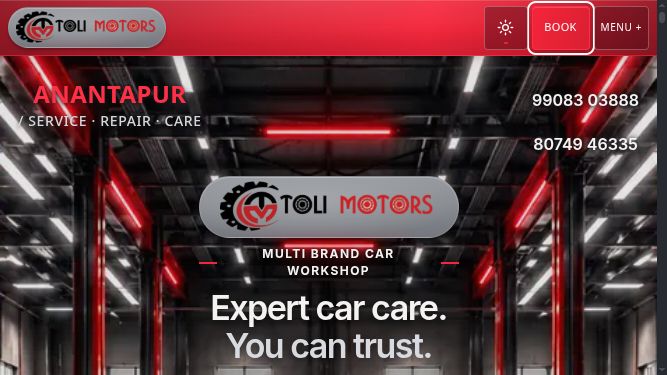 TOLI MOTORS
BOOK
MENU +
ANANTAPUR
/ SERVICE · REPAIR · CARE
99083 03888
80749 46335
TOLI MOTORS
MULTI BRAND CAR
WORKSHOP
Expert car care.
You can trust.